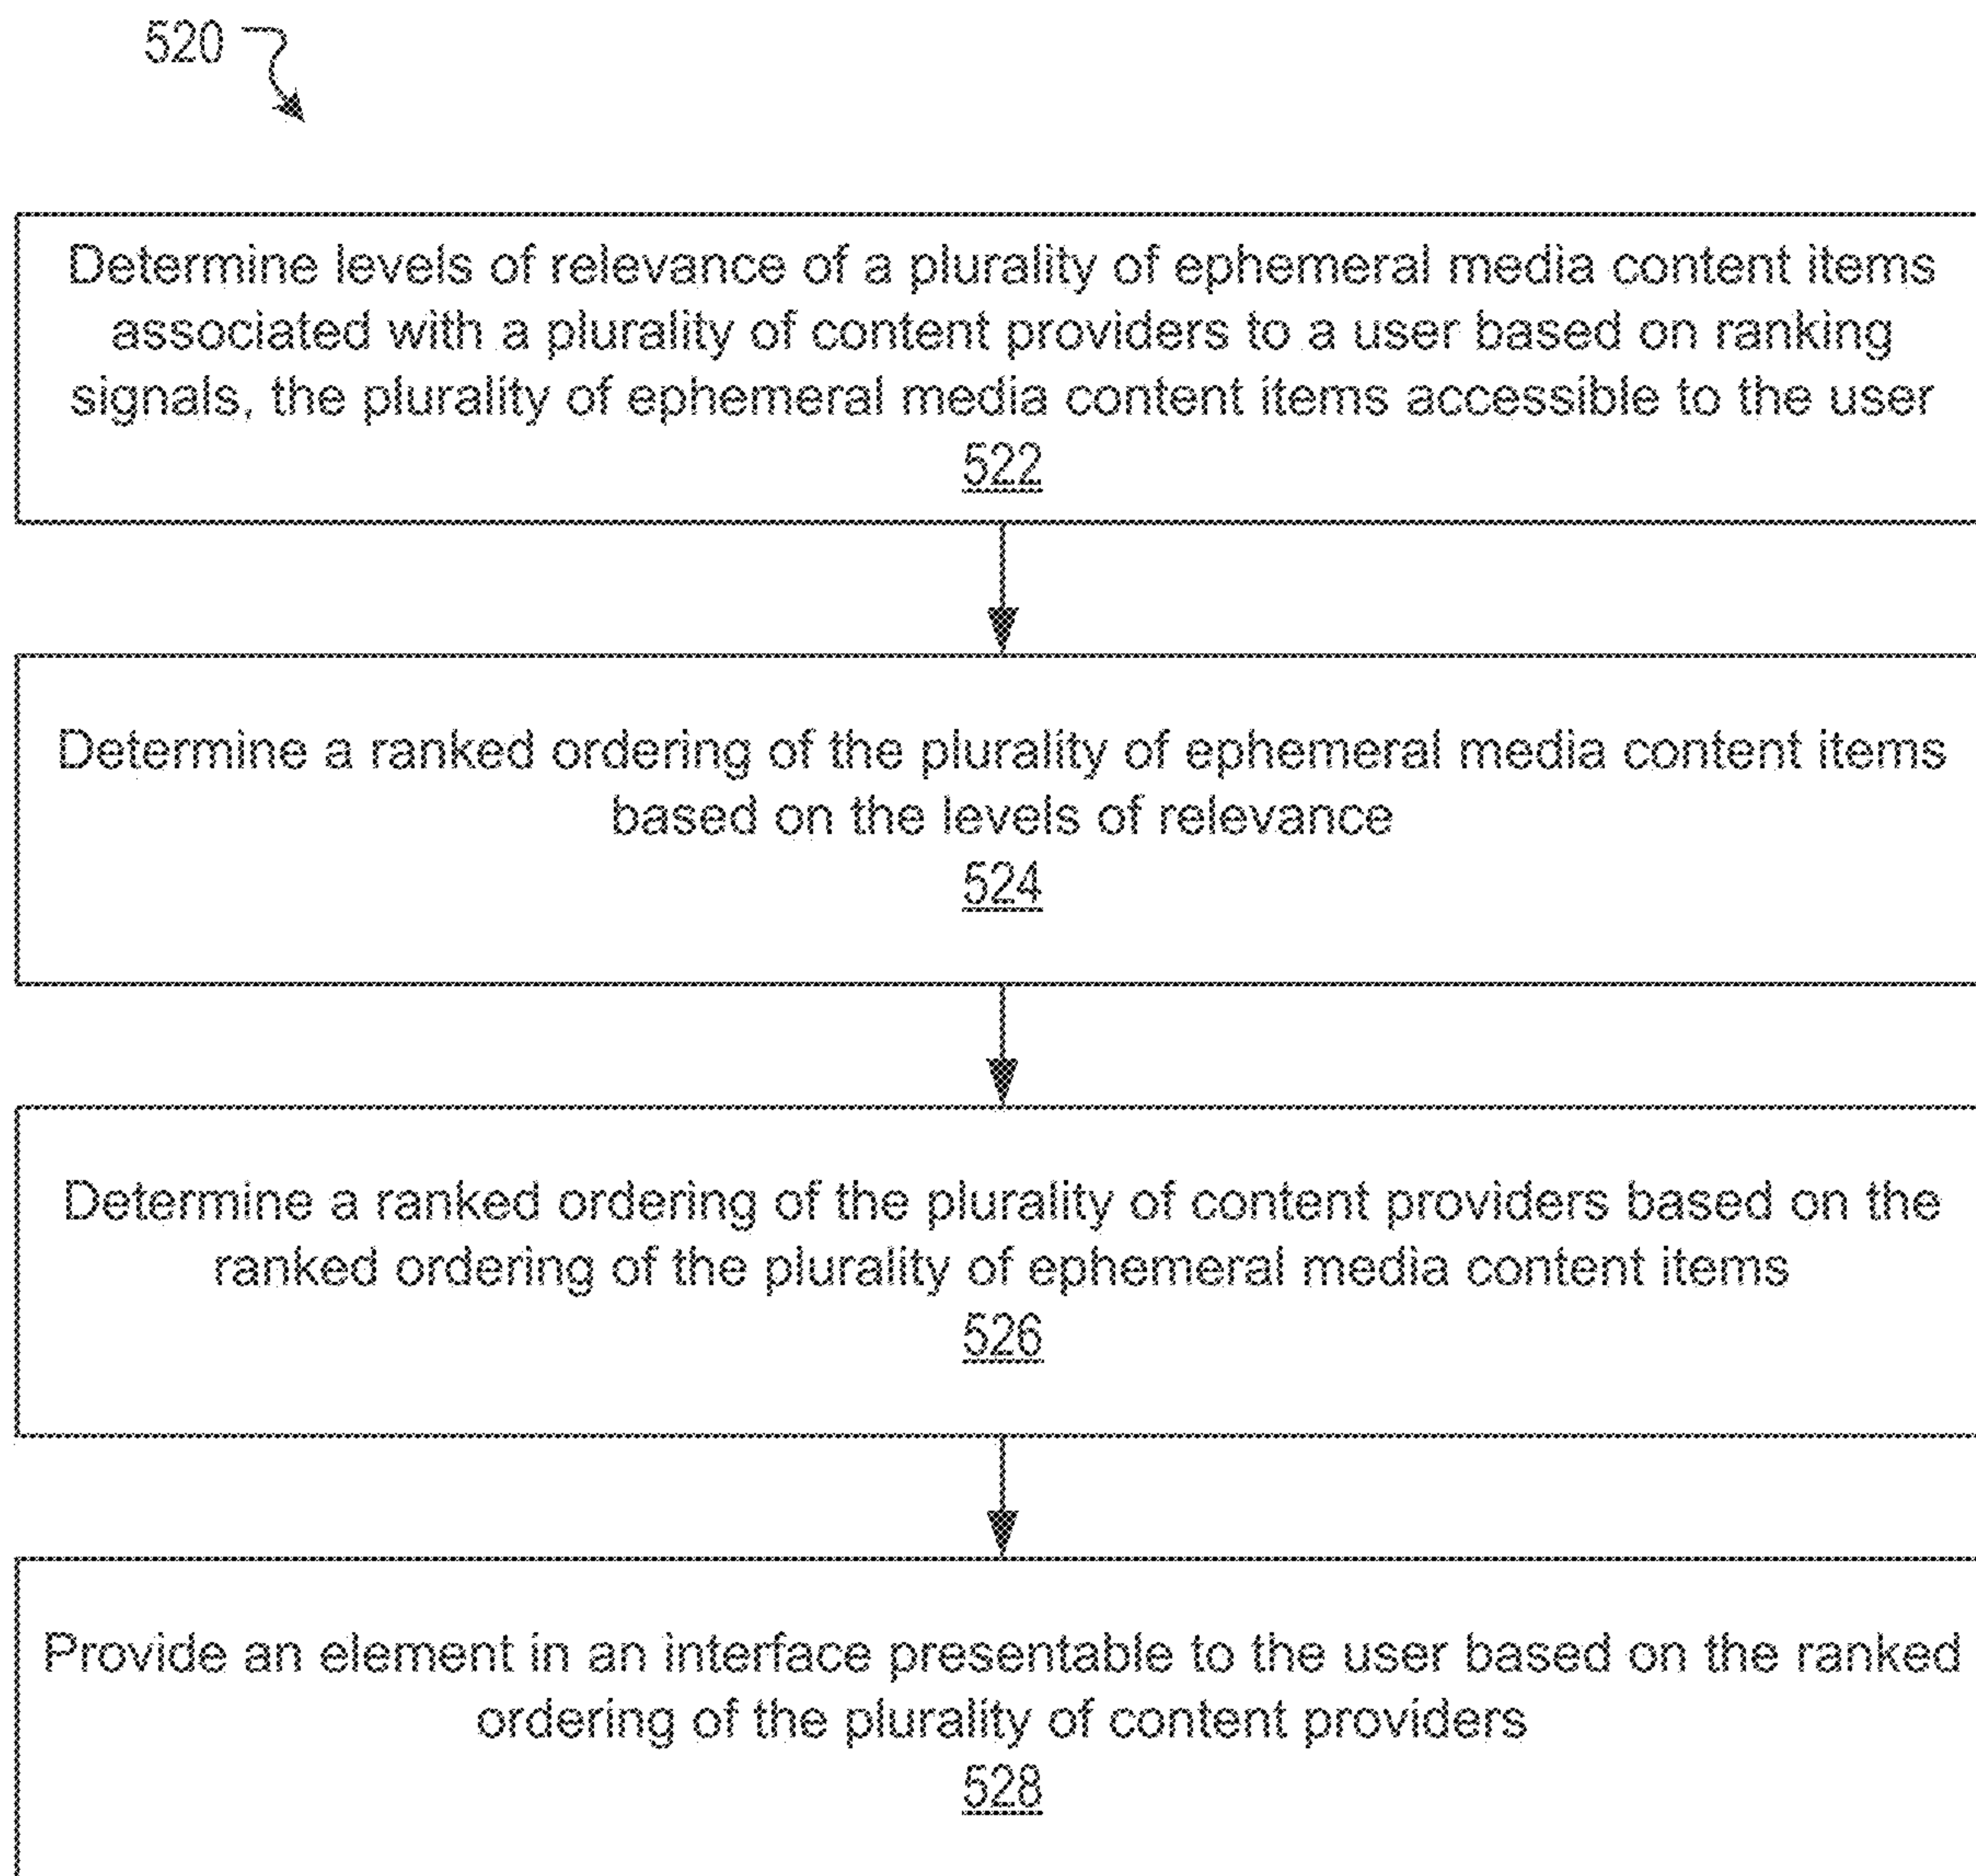 520
Determine levels of relevance of a plurality of ephemeral media content items
associated with a plurality of content providers to a user based on ranking
signals, the plurality of ephemeral media content items accessible to the user
522
Determine a ranked ordering of the plurality of ephemeral media content items
based on the levels of relevance
524
Determine a ranked ordering of the plurality of content providers based on the
ranked ordering of the plurality of ephemeral media content items
526
Provide an element in an interface presentable to the user based on the ranked
ordering of the plurality of content providers
528